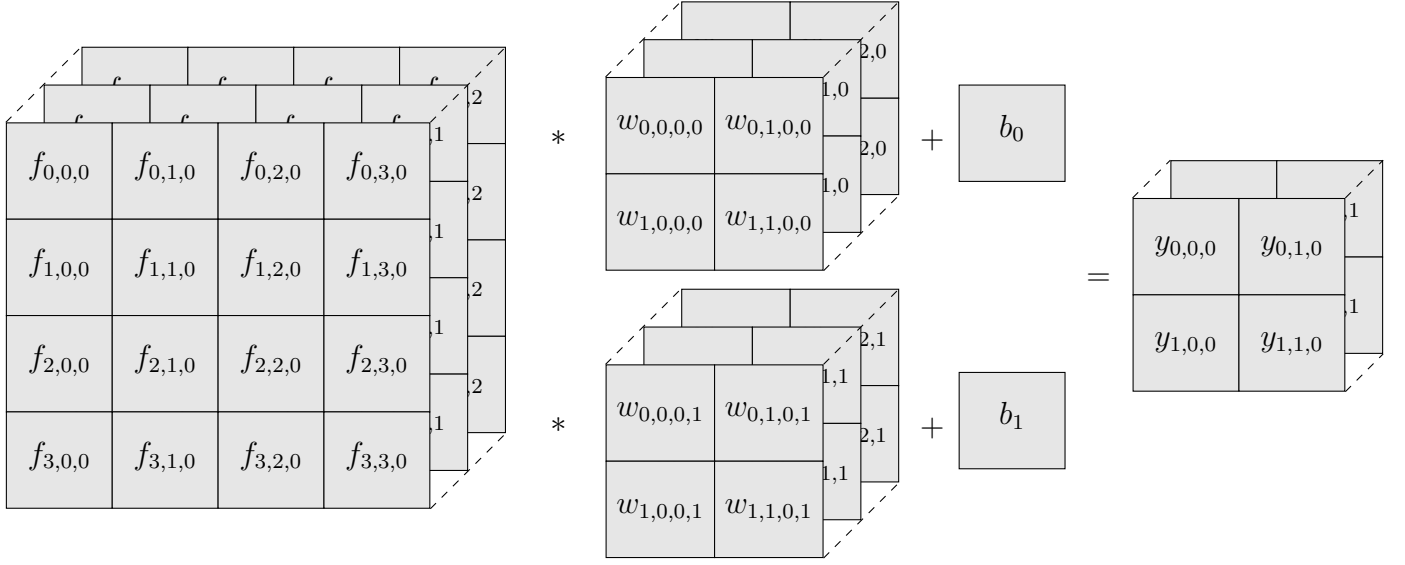 f0,0,0 f0,1,0 f0,2,0 f0,3,0
f1,0,0 f1,1,0 f1,2,0 f1,3,0
f2,0,0 f2,1,0 f2,2,0 f2,3,0
f3,0,0 f3,1,0 f3,2,0 f3,3,0
*
w0,0,0,0 w0,1,0,0
w1,0,0,0 w1,1,0,0
+
b0
*
w0,0,0,1 w0,1,0,1
w1,0,0,1 w1,1,0,1
+
b1
=
y0,0,0 y0,1,0
y1,0,0 y1,1,0